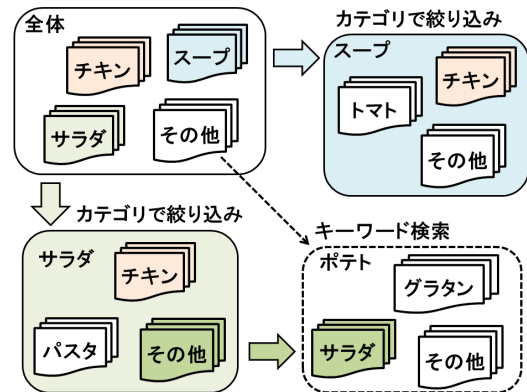 全体
チキン
スープ
サラダ
その他
カテゴリで絞り込み
スープ
チキン
トマト
その他
カテゴリで絞り込み
サラダ
チキン
パスタ
その他
キーワード検索
ポテト
グラタン
サラダ
その他